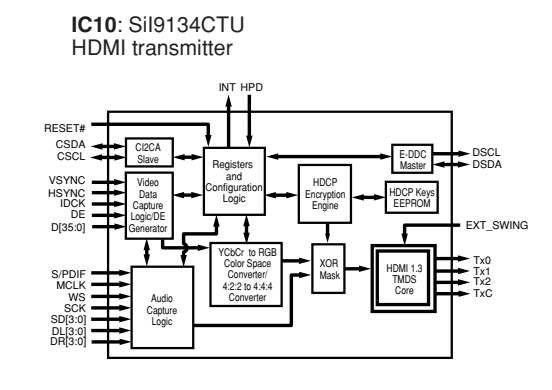 IC10: SiI9134CTU
HDMI transmitter
INT HPD
RESET#
CSDA
CSCL
CI2CA
Slave
Registers
and
Configuration
Logic
E-DDC
Master
DSCL
DSDA
VSYNC
HSYNC
IDCK
DE
D[35:0]
Video
Data
Capture
Logic/DE
Generator
HDCP
Encryption
Engine
HDCP Keys
EEPROM
EXT_SWING
YCbCr to RGB
Color Space
Converter/
4:2:2 to 4:4:4
Converter
XOR
Mask
HDMI 1.3
TMDS
Core
Tx0
Tx1
Tx2
TxC
S/PDIF
MCLK
WS
SCK
SD[3:0]
DL[3:0]
DR[3:0]
Audio
Capture
Logic